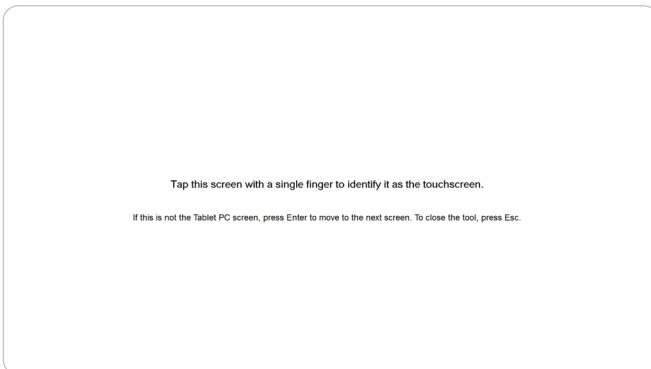 Tap this screen with a single finger to identify it as the touchscreen.
If this is not the Tablet PC screen, press Enter to move to the next screen. To close the tool, press Esc.